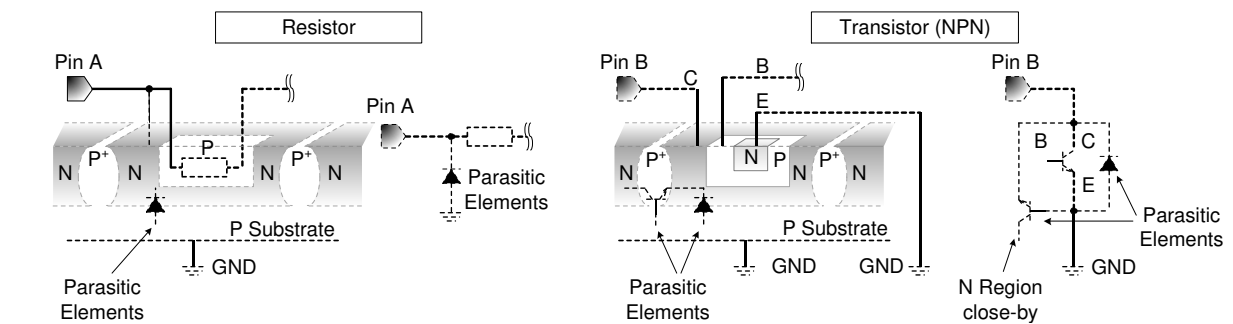 Resistor
Transistor (NPN)
Pin A
Pin A
P
N
P+
N
N
P+
N
Parasitic
Elements
P Substrate
GND
Parasitic
Elements
Pin B
C
B
E
N
P+
N
N
P
P+
N
N
P Substrate
GND
GND
Parasitic
Elements
Pin B
B
C
E
Parasitic
Elements
GND
N Region
close-by